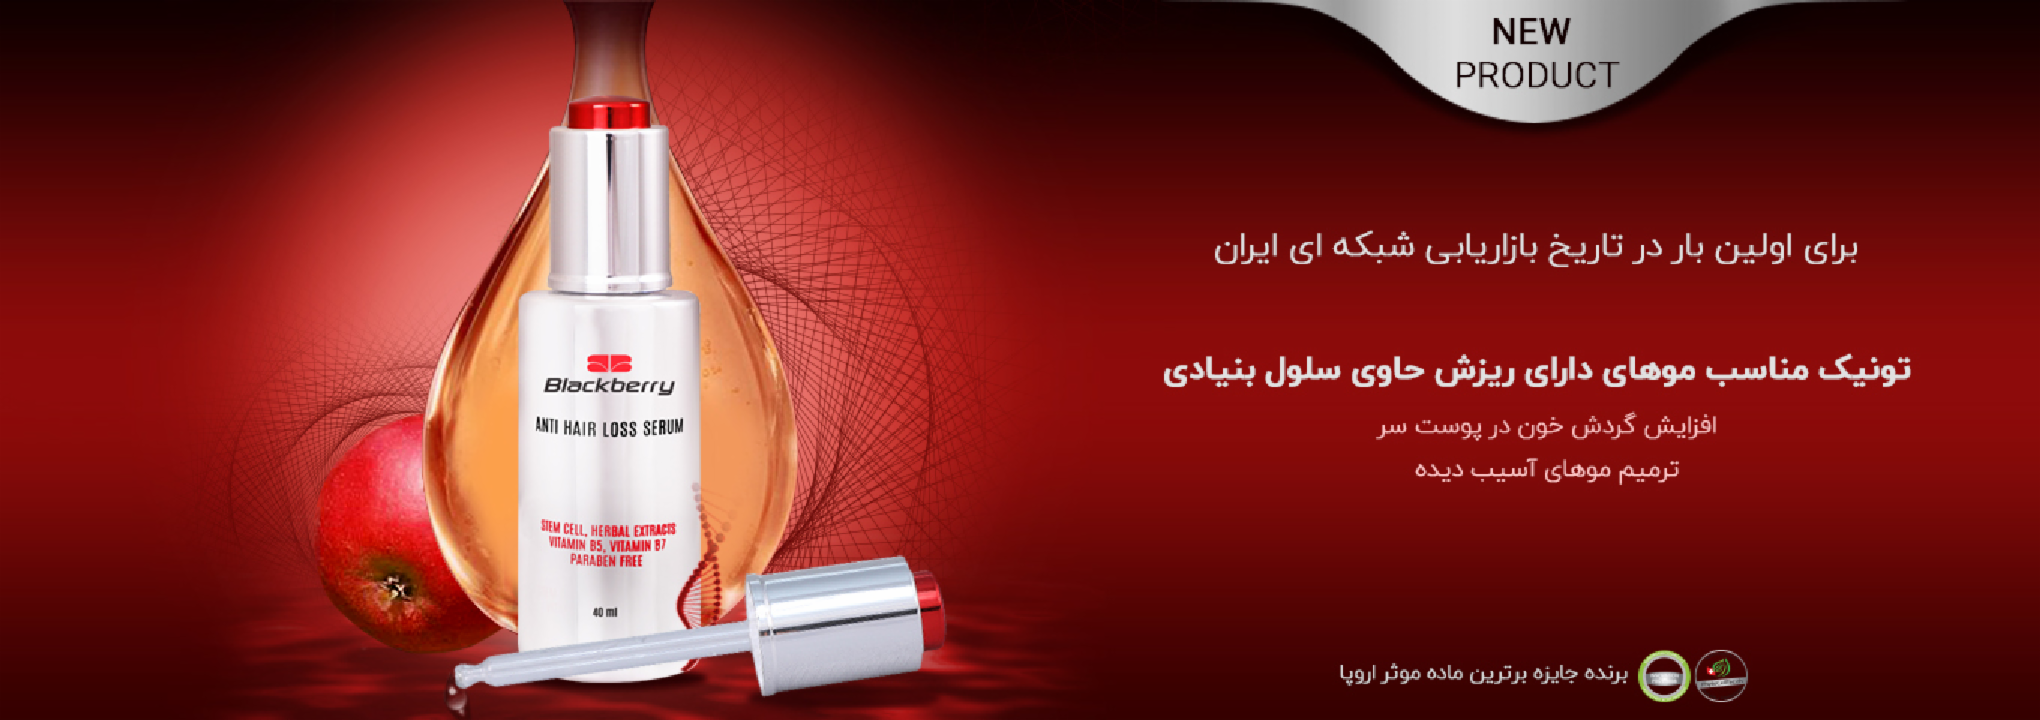 NEW
PRODUCT
برای اولین بار در تاریخ بازاریابی شبکه ای ایران
تونیک مناسب موهای دارای ریزش حاوی سلول بنیادی
افزایش گردش خون در پوست سر
ترمیم موهای آسیب دیده
برنده جایزه برترین ماده موثر اروپا
Blackberry
ANTI HAIR LOSS SERUM
STEM CELL, HERBAL EXTRACTS
VITAMIN B5, VITAMIN B7
PARABEN FREE
40 ml